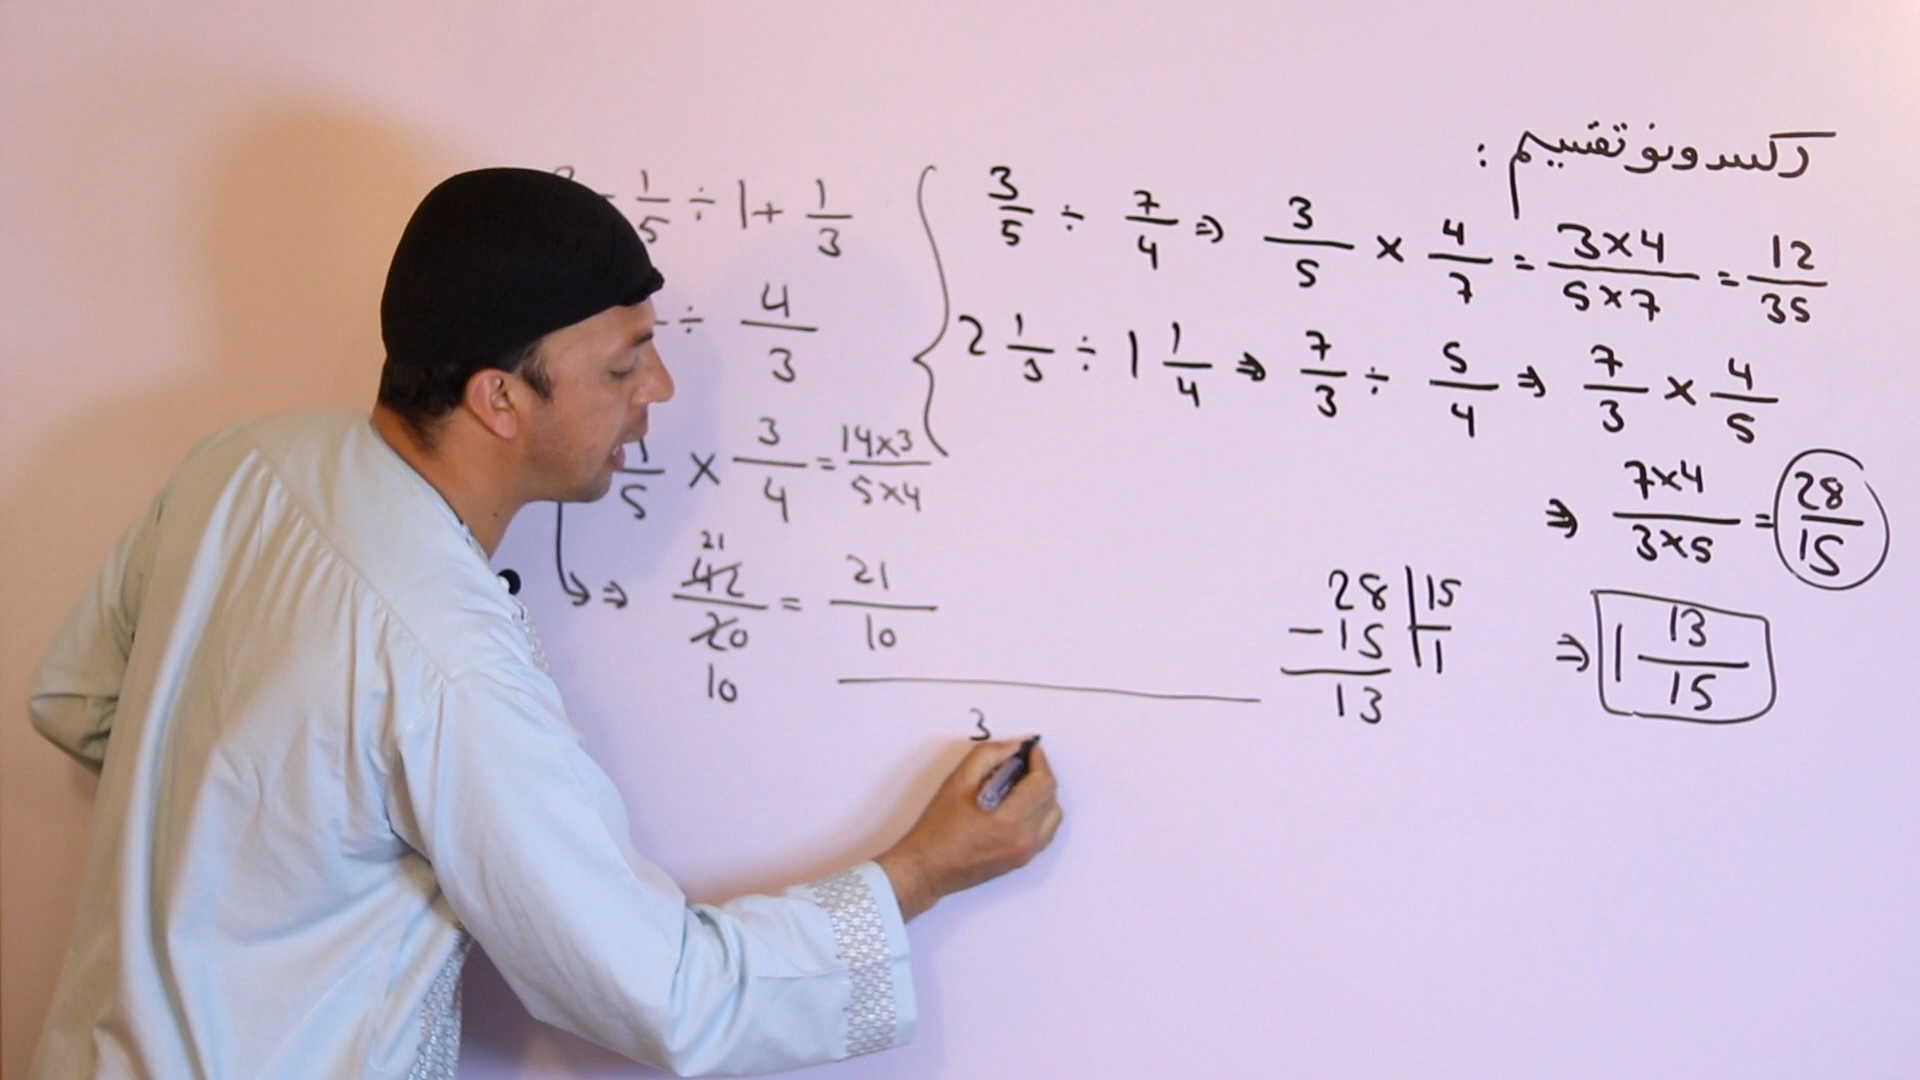 د کسرونو تقسیم :
3/5 ÷ 7/4 ⇒ 3/5 × 4/7 = 3×4/5×7 = 12/35
2 1/3 ÷ 1 1/4 ⇒ 7/3 ÷ 5/4 ⇒ 7/3 × 4/5
⇒ 7×4/3×5 = 28/15
28 | 15
- 15 | 1
13
⇒ 1 13/15
1/5 ÷ 1 + 1/3
÷ 4/3
5 × 3/4 = 14×3/5×4
⇒ 42/20 = 21/10
21
10
3